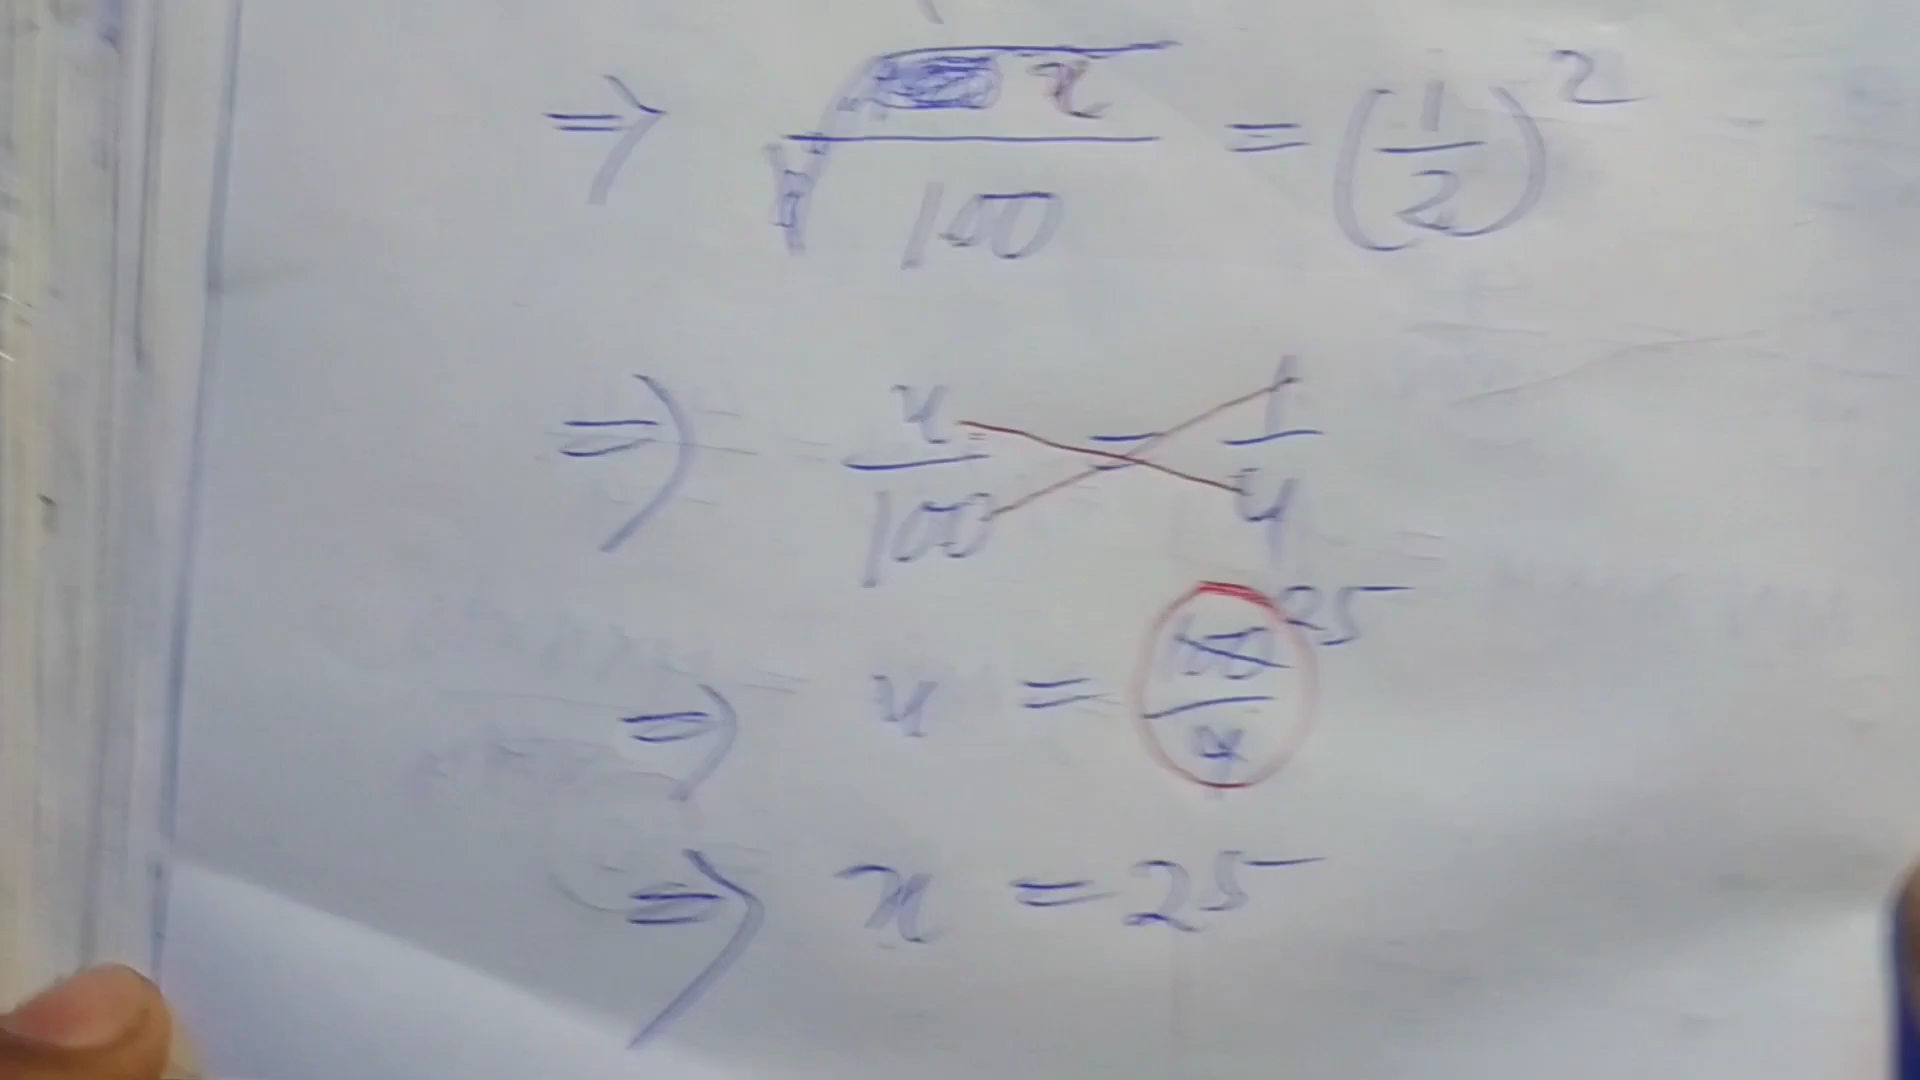 ⇒ √x/100 = (1/2)²
⇒ x/100 = 1/4
⇒ x = 100/4 25
⇒ x = 25